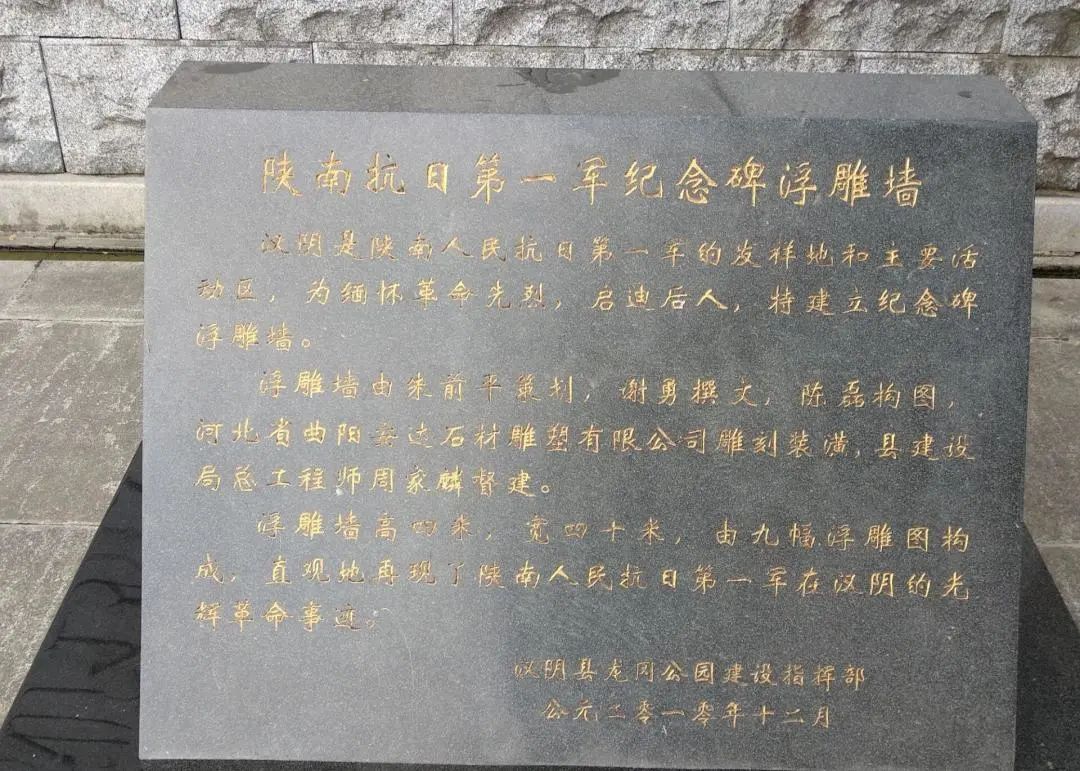 陕南抗日第一军纪念碑浮雕墙
汉阴是陕南人民抗日第一军的发祥地和主要活
动区，为缅怀革命先烈，启迪后人，特建立纪念碑
浮雕墙。
浮雕墙由朱前平策划，谢勇撰文，陈磊构图，
河北省曲阳安达石材雕塑有限公司雕刻装潢，县建设
局总工程师周家麟督建。
浮雕墙高四米，宽四十米，由九幅浮雕图构
成，直观地再现了陕南人民抗日第一军在汉阴的光
辉革命事迹。
汉阴县龙冈公园建设指挥部
公元二零一零年十二月